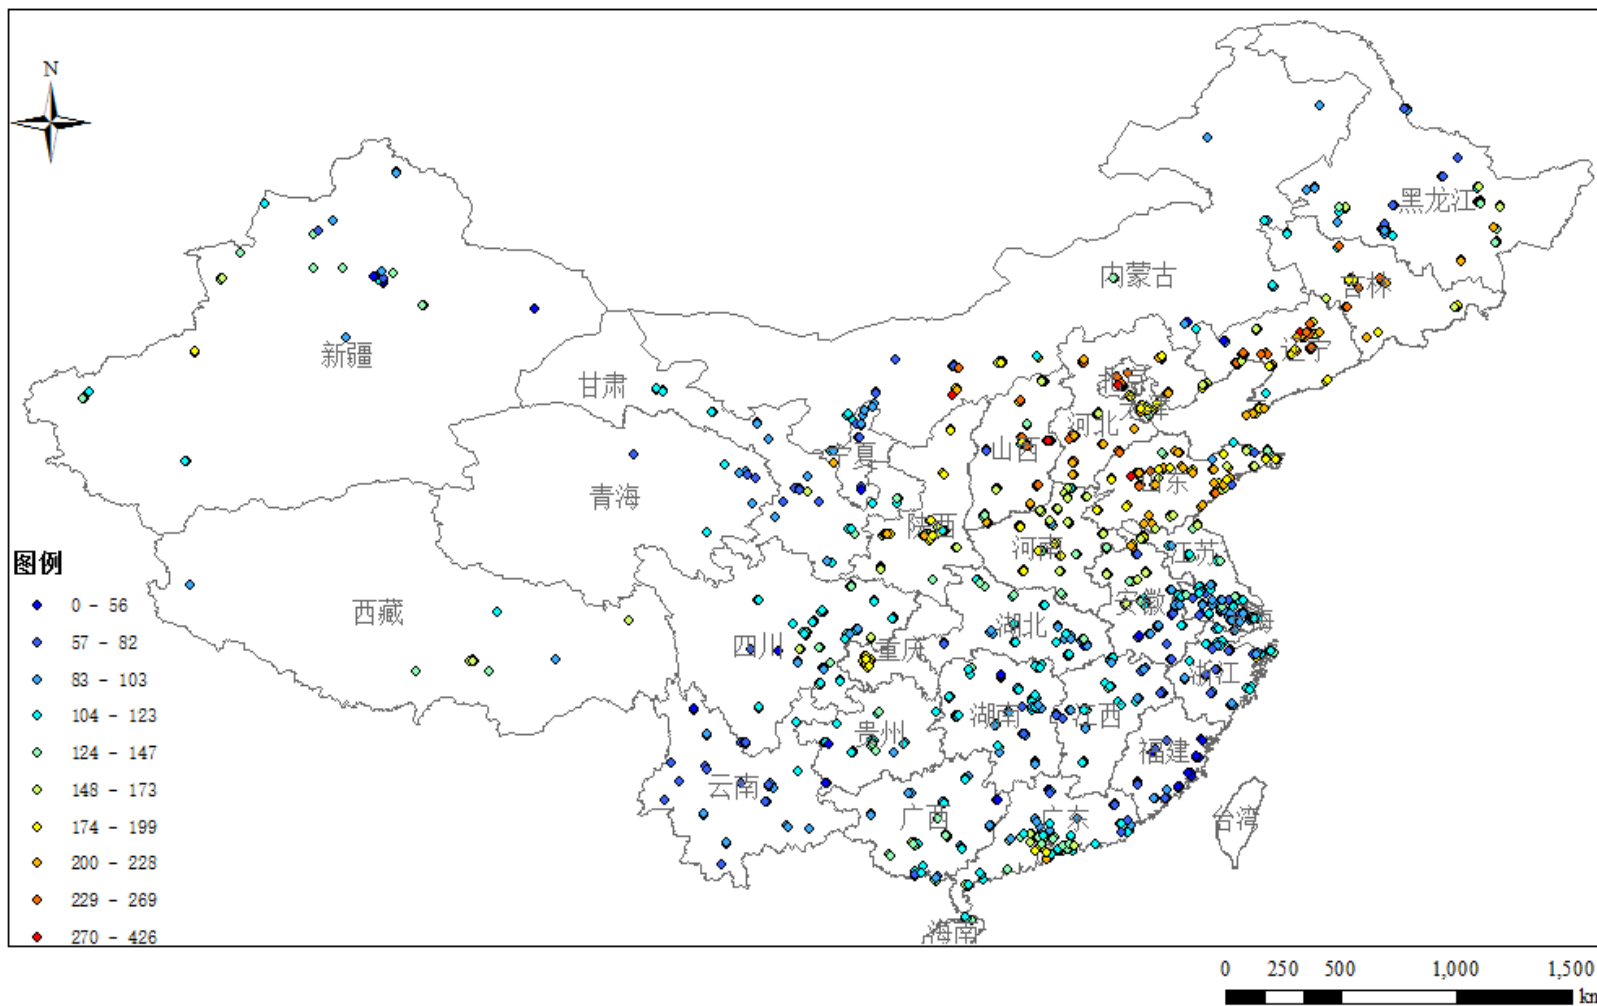 N
黑龙江
内蒙古
吉林
新疆
辽宁
甘肃
北京
天津
河北
宁夏
山西
山东
青海
陕西
河南
江苏
图例
0 - 56
57 - 82
83 - 103
104 - 123
124 - 147
148 - 173
174 - 199
200 - 228
229 - 269
270 - 426
西藏
安徽
上海
湖北
四川
重庆
浙江
湖南
江西
贵州
福建
云南
广西
广东
台湾
海南
0 250 500 1,000 1,500
km